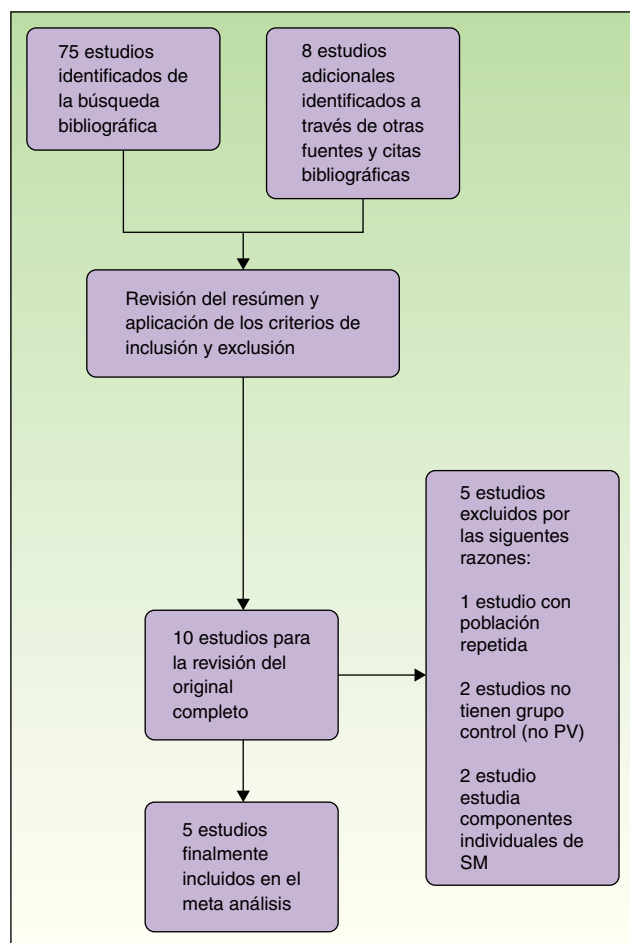 75 estudios
identificados de
la búsqueda
bibliográfica
8 estudios
adicionales
identificados a
través de otras
fuentes y citas
bibliográficas
Revisión del resúmen y
aplicación de los criterios de
inclusión y exclusión
10 estudios para
la revisión del
original
completo
5 estudios
excluidos por
las siguentes
razones:
1 estudio con
población
repetida
2 estudios no
tienen grupo
control (no PV)
2 estudio
estudia
componentes
individuales de
SM
5 estudios
finalmente
incluidos en el
meta análisis